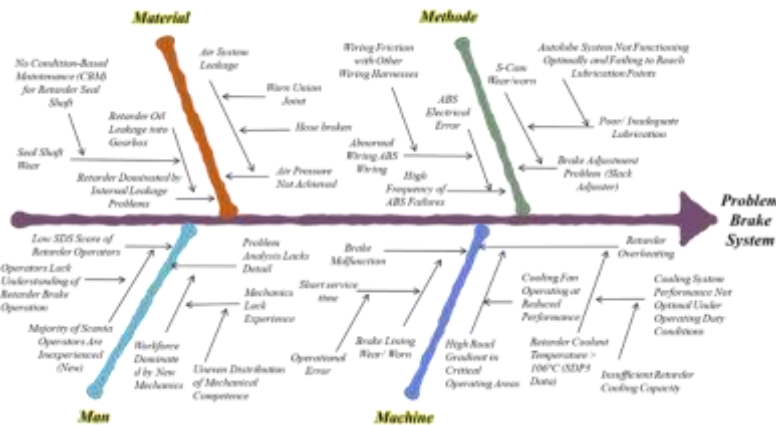 Material
Methode
No Condition-Based
Maintenance (CBM)
for Retarder Seal
Shaft
Seal Shaft
Wear
Retarder Oil
Leakage into
Gearbox
Retarder Dominated by
Internal Leakage
Problems
Air System
Leakage
Worn Union
Joint
Hose broken
Air Pressure
Not Achieved
Wiring Friction
with Other
Wiring Harnesses
Abnormal
Wiring ABS
Wiring
ABS
Electrical
Error
High
Frequency of
ABS Failures
S-Cam
Wear/worn
Autolube System Not Functioning
Optimally and Failing to Reach
Lubrication Points
Poor/ Inadequate
Lubrication
Brake Adjustment
Problem (Slack
Adjuster)
Problem
Brake
System
Low SDS Score of
Retarder Operators
Operators Lack
Understanding of
Retarder Brake
Operation
Majority of Scania
Operators Are
Inexperienced
(New)
Problem
Analysis Lacks
Detail
Mechanics
Lack
Experience
Workforce
Dominate
d by New
Mechanics
Uneven Distribution
of Mechanical
Competence
Brake
Malfunction
Short service
time
Operational
Error
Brake Lining
Wear/ Worn
Retarder
Overheating
Cooling Fan
Operating at
Reduced
Performance
High Road
Gradient in
Critical
Operating Areas
Retarder Coolant
Temperature >
106°C (SDP3
Data)
Cooling System
Performance Not
Optimal Under
Operating Duty
Conditions
Insufficient Retarder
Cooling Capacity
Man
Machine